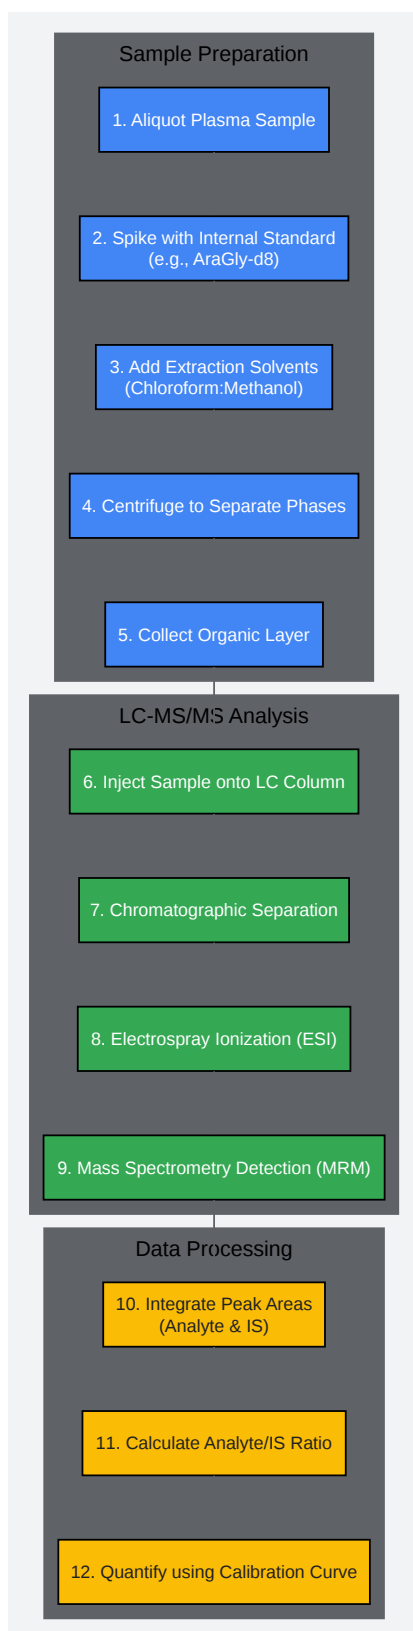 Sample Preparation
1. Aliquot Plasma Sample
2. Spike with Internal Standard
(e.g., AraGly-d8)
3. Add Extraction Solvents
(Chloroform:Methanol)
4. Centrifuge to Separate Phases
5. Collect Organic Layer
LC-MS/MS Analysis
6. Inject Sample onto LC Column
7. Chromatographic Separation
8. Electrospray Ionization (ESI)
9. Mass Spectrometry Detection (MRM)
Data Processing
10. Integrate Peak Areas
(Analyte & IS)
11. Calculate Analyte/IS Ratio
12. Quantify using Calibration Curve